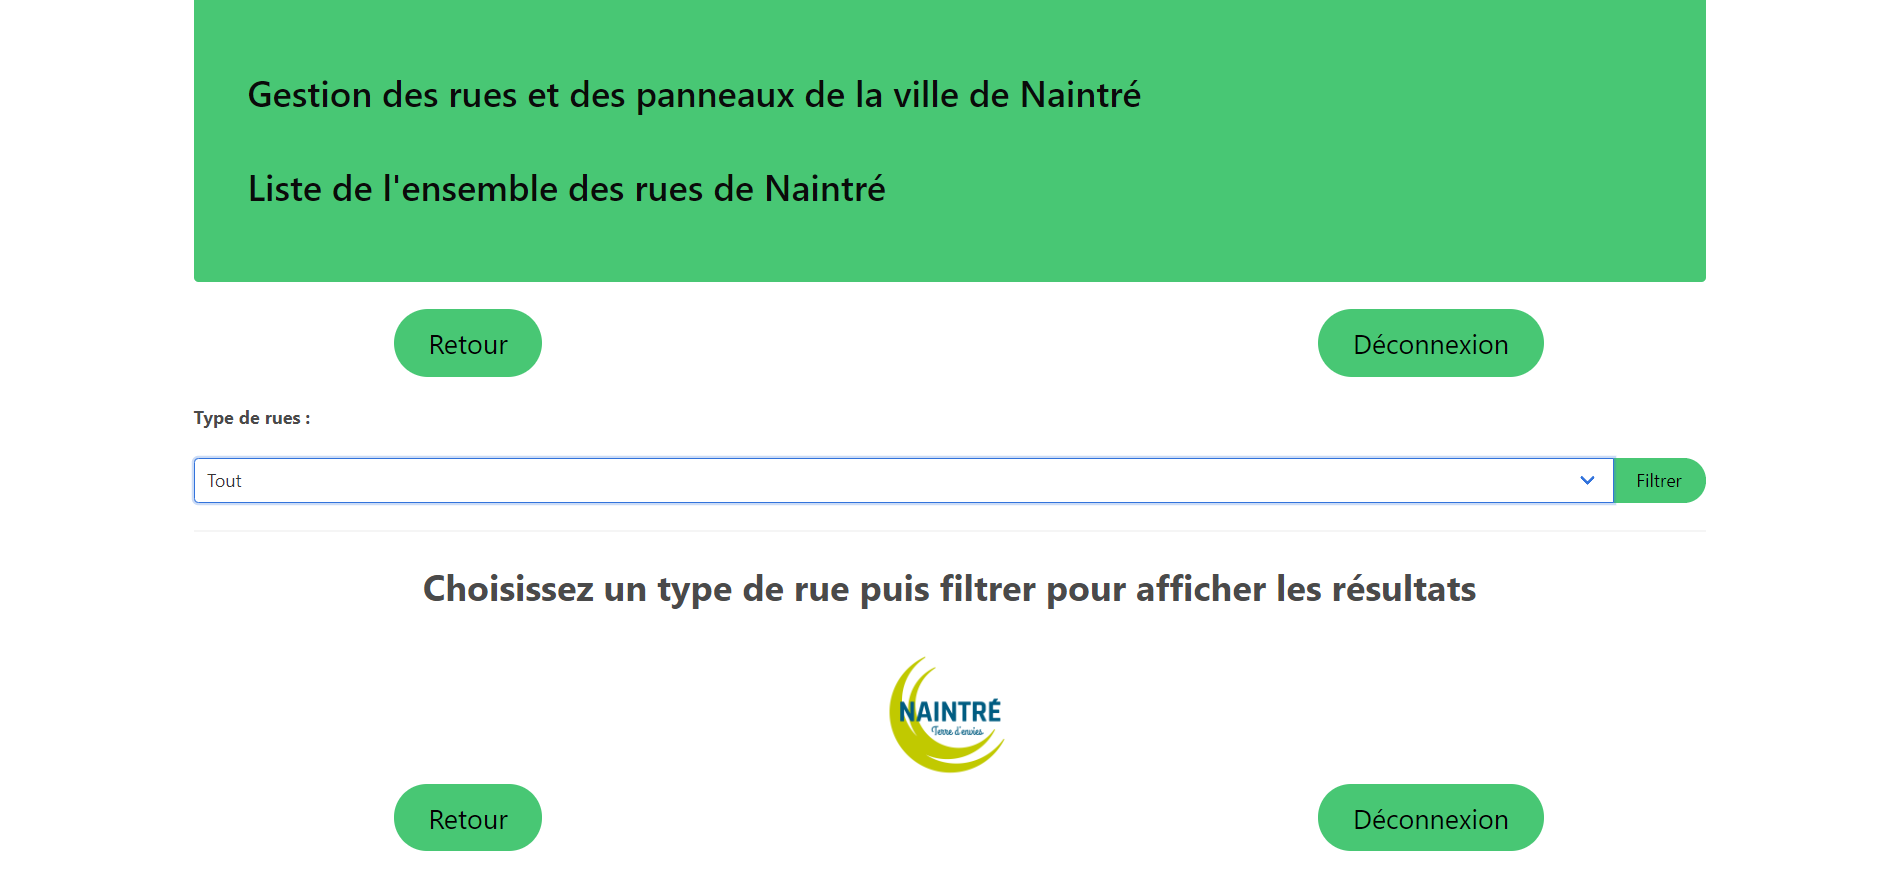 Gestion des rues et des panneaux de la ville de Naintré
Liste de l'ensemble des rues de Naintré
Retour
Déconnexion
Type de rues :
Tout
Filtrer
Choisissez un type de rue puis filtrer pour afficher les résultats
NAINTRÉ
Terre d'envies
Retour
Déconnexion